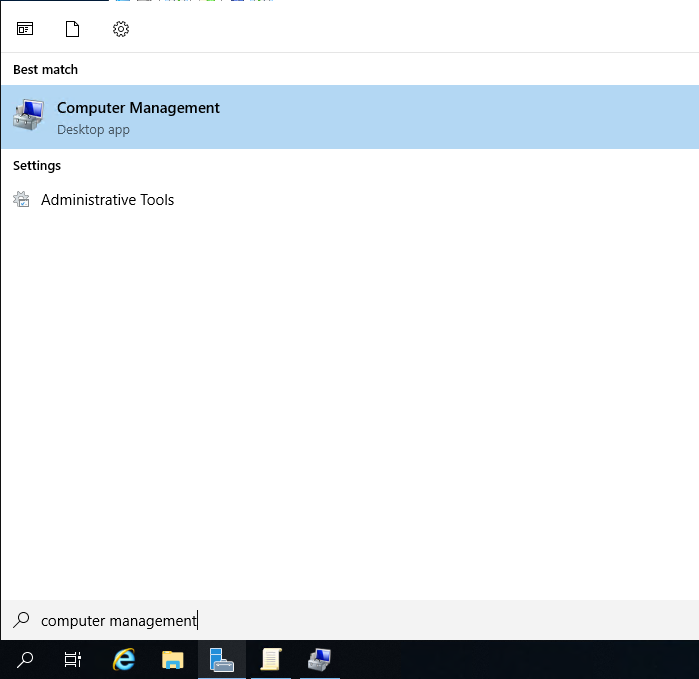 Best match
Computer Management
Desktop app
Settings
Administrative Tools
computer management